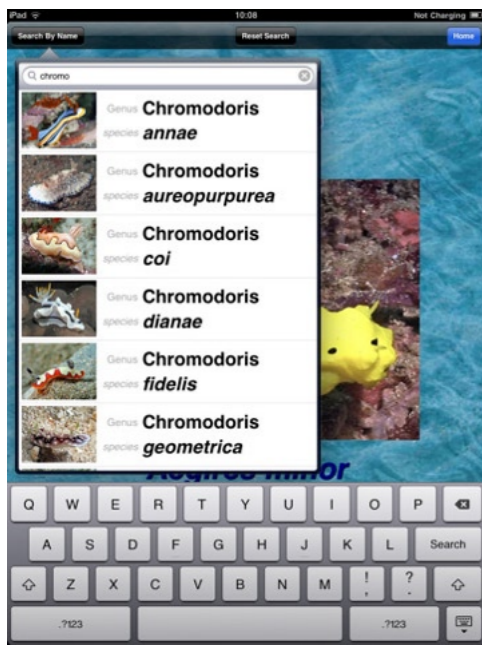 iPad 10:08 Not Charging
Search By Name Reset Search Home
chromo
Genus Chromodoris
species annae
Genus Chromodoris
species aureopurpurea
Genus Chromodoris
species coi
Genus Chromodoris
species dianae
Genus Chromodoris
species fidelis
Genus Chromodoris
species geometrica
Aegires minor
Q W E R T Y U I O P
A S D F G H J K L Search
Z X C V B N M ! , ? .
.?123 .?123